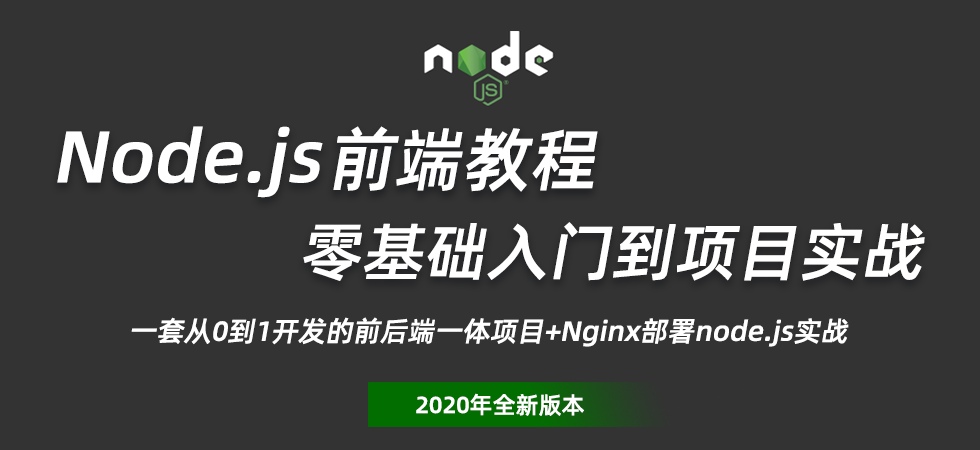 node
JS
Node.js前端教程
零基础入门到项目实战
一套从0到1开发的前后端一体项目+Nginx部署node.js实战
2020年全新版本